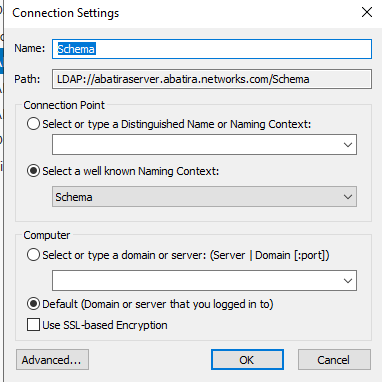 Connection Settings
Name: Schema
Path: LDAP://abatiraserver.abatira.networks.com/Schema
Connection Point
Select or type a Distinguished Name or Naming Context:
Select a well known Naming Context:
Schema
Computer
Select or type a domain or server: (Server | Domain [:port])
Default (Domain or server that you logged in to)
Use SSL-based Encryption
Advanced... OK Cancel